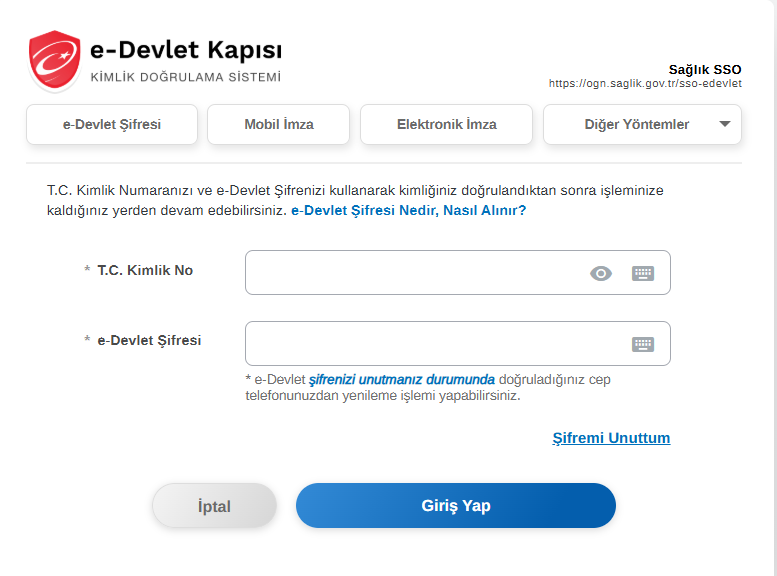 e-Devlet Kapısı
KİMLİK DOĞRULAMA SİSTEMİ
Sağlık SSO
https://ogn.saglik.gov.tr/sso-edevlet
e-Devlet Şifresi
Mobil İmza
Elektronik İmza
Diğer Yöntemler
T.C. Kimlik Numaranızı ve e-Devlet Şifrenizi kullanarak kimliğiniz doğrulandıktan sonra işleminize
kaldığınız yerden devam edebilirsiniz. e-Devlet Şifresi Nedir, Nasıl Alınır?
* T.C. Kimlik No
* e-Devlet Şifresi
* e-Devlet şifrenizi unutmanız durumunda doğruladığınız cep
telefonunuzdan yenileme işlemi yapabilirsiniz.
Şifremi Unuttum
İptal
Giriş Yap